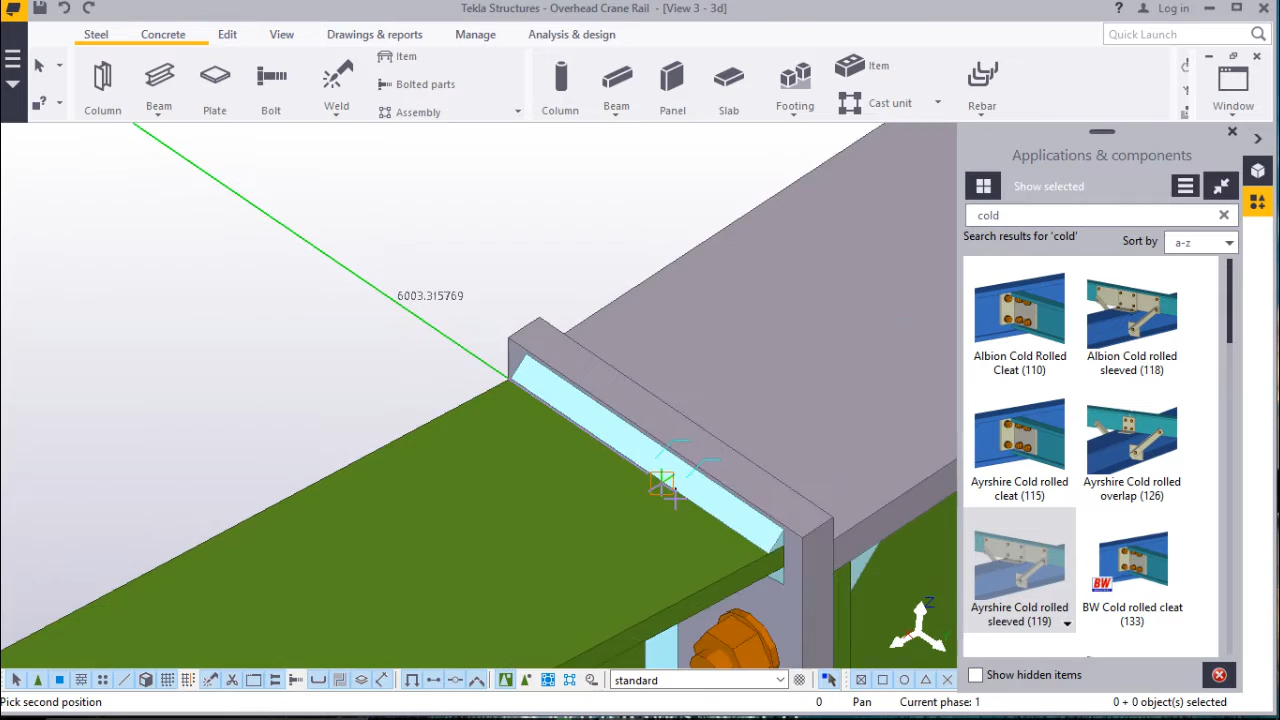 Tekla Structures - Overhead Crane Rail - [View 3 - 3d]
? Log in
Steel Concrete Edit View Drawings & reports Manage Analysis & design
Quick Launch
Column Beam Plate Bolt Weld
Item
Bolted parts
Assembly
Column Beam Panel Slab Footing
Item
Cast unit
Rebar
Window
6003.315769
Z
Applications & components
Show selected
cold
Search results for 'cold'
Sort by
a-z
Albion Cold Rolled
Cleat (110)
Albion Cold rolled
sleeved (118)
Ayrshire Cold rolled
cleat (115)
Ayrshire Cold rolled
overlap (126)
Ayrshire Cold rolled
sleeved (119)
BW
BW Cold rolled cleat
(133)
Show hidden items
standard
Pick second position
0
Current phase: 1
0 + 0 object(s) selected